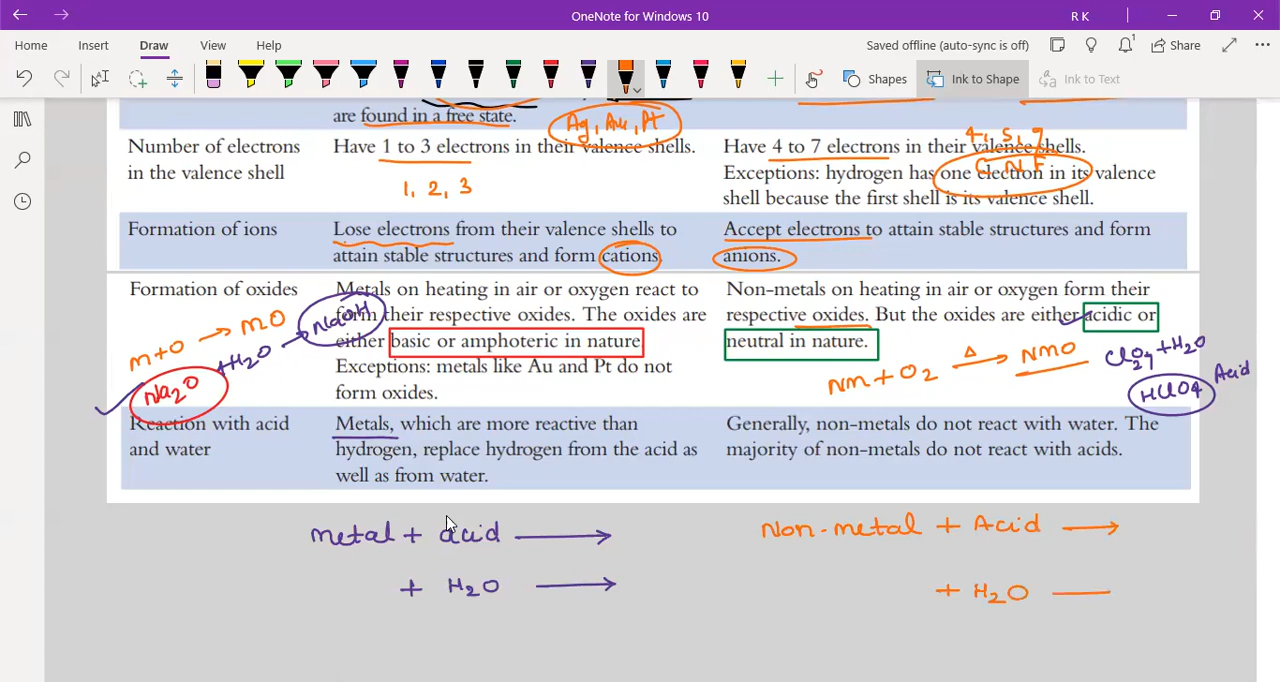 OneNote for Windows 10
R K
Home Insert Draw View Help
Saved offline (auto-sync is off) Share
Shapes Ink to Shape Ink to Text
are found in a free state.
Ag, Au, Pt
Number of electrons in the valence shell
Have 1 to 3 electrons in their valence shells.
1, 2, 3
Have 4 to 7 electrons in their valence shells.
Exceptions: hydrogen has one electron in its valence
shell because the first shell is its valence shell.
4, 5, 7
C N F
Formation of ions
Lose electrons from their valence shells to
attain stable structures and form cations.
Accept electrons to attain stable structures and form
anions.
Formation of oxides
Metals on heating in air or oxygen react to
form their respective oxides. The oxides are
either basic or amphoteric in nature
Exceptions: metals like Au and Pt do not
form oxides.
M+O → MO
Na2O +H2O → NaOH
Non-metals on heating in air or oxygen form their
respective oxides. But the oxides are either acidic or
neutral in nature.
NM + O2 Δ → NMO
Cl2O7 + H2O
HClO4 Acid
Reaction with acid
and water
Metals, which are more reactive than
hydrogen, replace hydrogen from the acid as
well as from water.
Generally, non-metals do not react with water. The
majority of non-metals do not react with acids.
Metal + acid →
+ H2O →
Non-metal + Acid →
+ H2O —